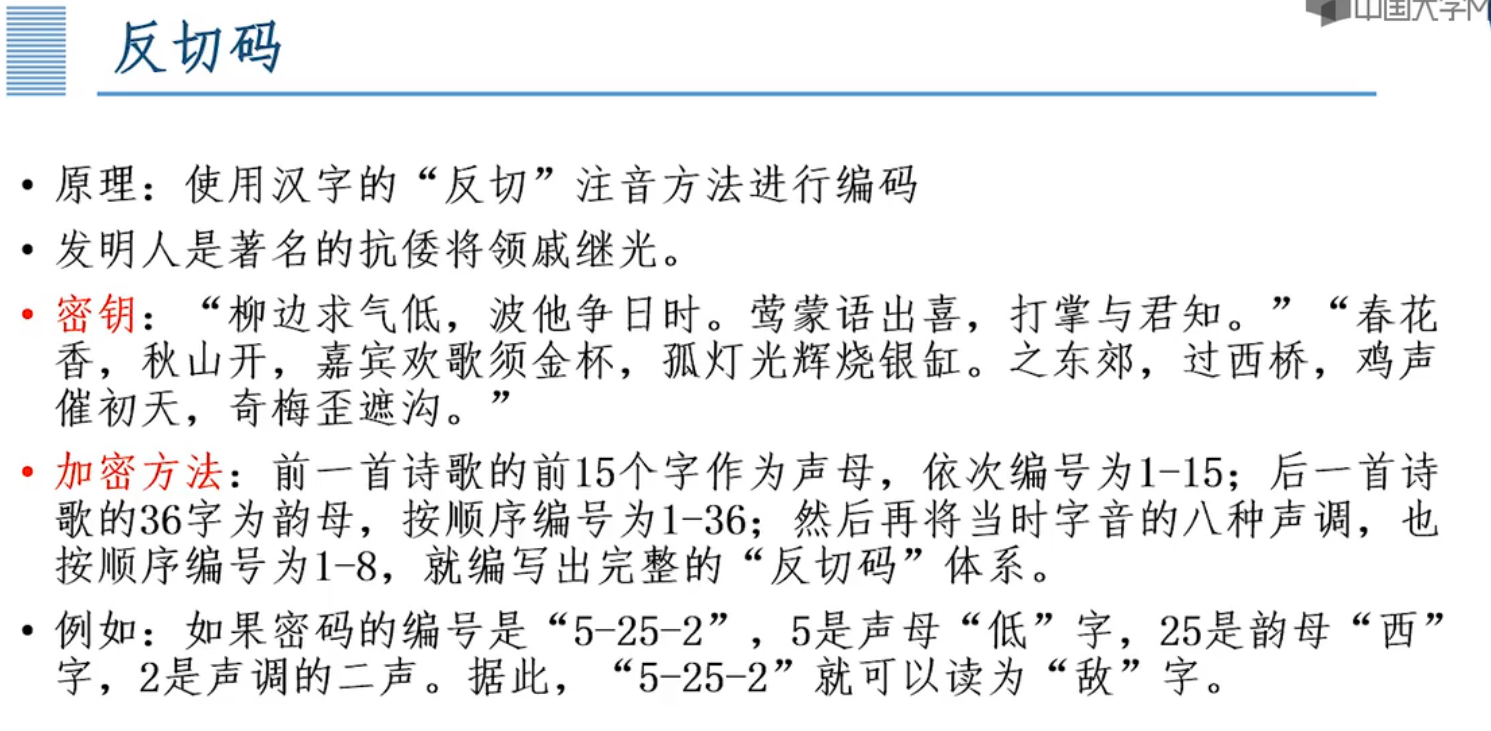 中国大学M
反切码
• 原理：使用汉字的“反切”注音方法进行编码
• 发明人是著名的抗倭将领戚继光。
• 密钥：“柳边求气低，波他争日时。莺蒙语出喜，打掌与君知。”“春花
香，秋山开，嘉宾欢歌须金杯，孤灯光辉烧银缸。之东郊，过西桥，鸡声
催初天，奇梅歪遮沟。”
• 加密方法：前一首诗歌的前15个字作为声母，依次编号为1-15；后一首诗
歌的36字为韵母，按顺序编号为1-36；然后再将当时字音的八种声调，也
按顺序编号为1-8，就编写出完整的“反切码”体系。
• 例如：如果密码的编号是“5-25-2”，5是声母“低”字，25是韵母“西”
字，2是声调的二声。据此，“5-25-2”就可以读为“敌”字。